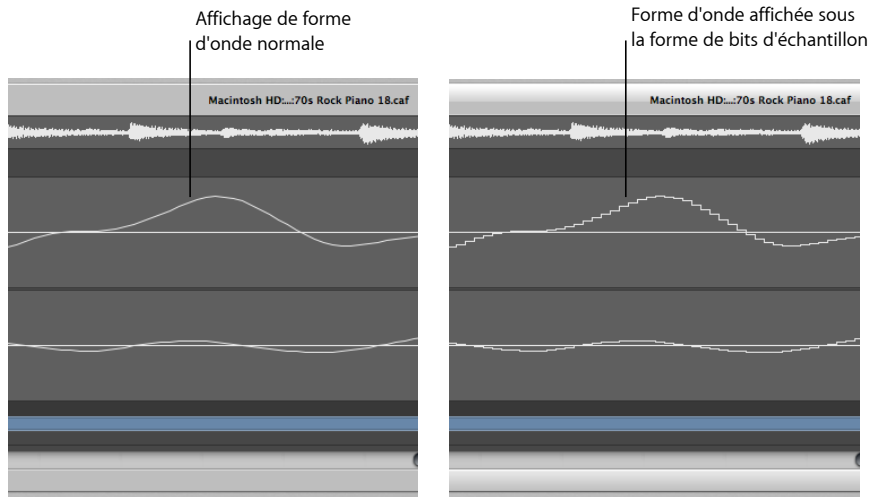 Affichage de forme
d'onde normale
Forme d'onde affichée sous
la forme de bits d'échantillon
Macintosh HD:...:70s Rock Piano 18.caf
Macintosh HD:...:70s Rock Piano 18.caf